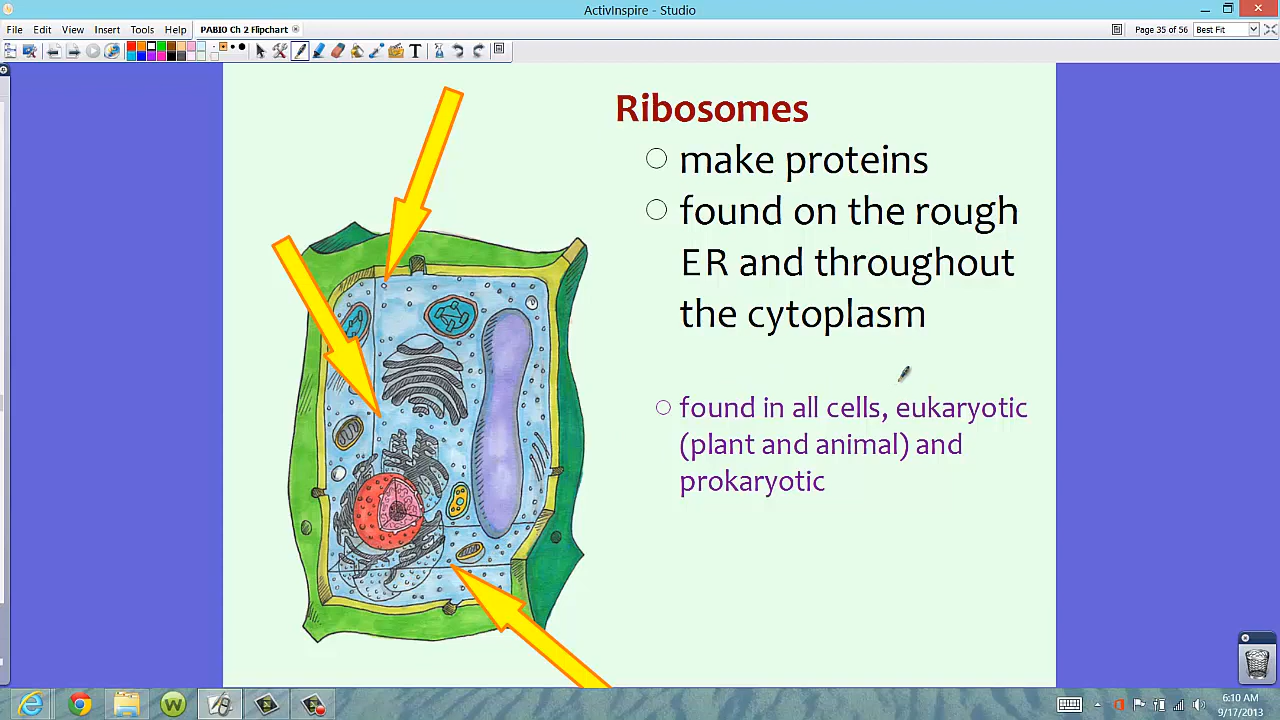 ActivInspire - Studio
File Edit View Insert Tools Help PABIO Ch 2 Flipchart Page 35 of 56 Best Fit
Ribosomes
make proteins
found on the rough
ER and throughout
the cytoplasm
found in all cells, eukaryotic
(plant and animal) and
prokaryotic
6:10 AM
9/17/2013